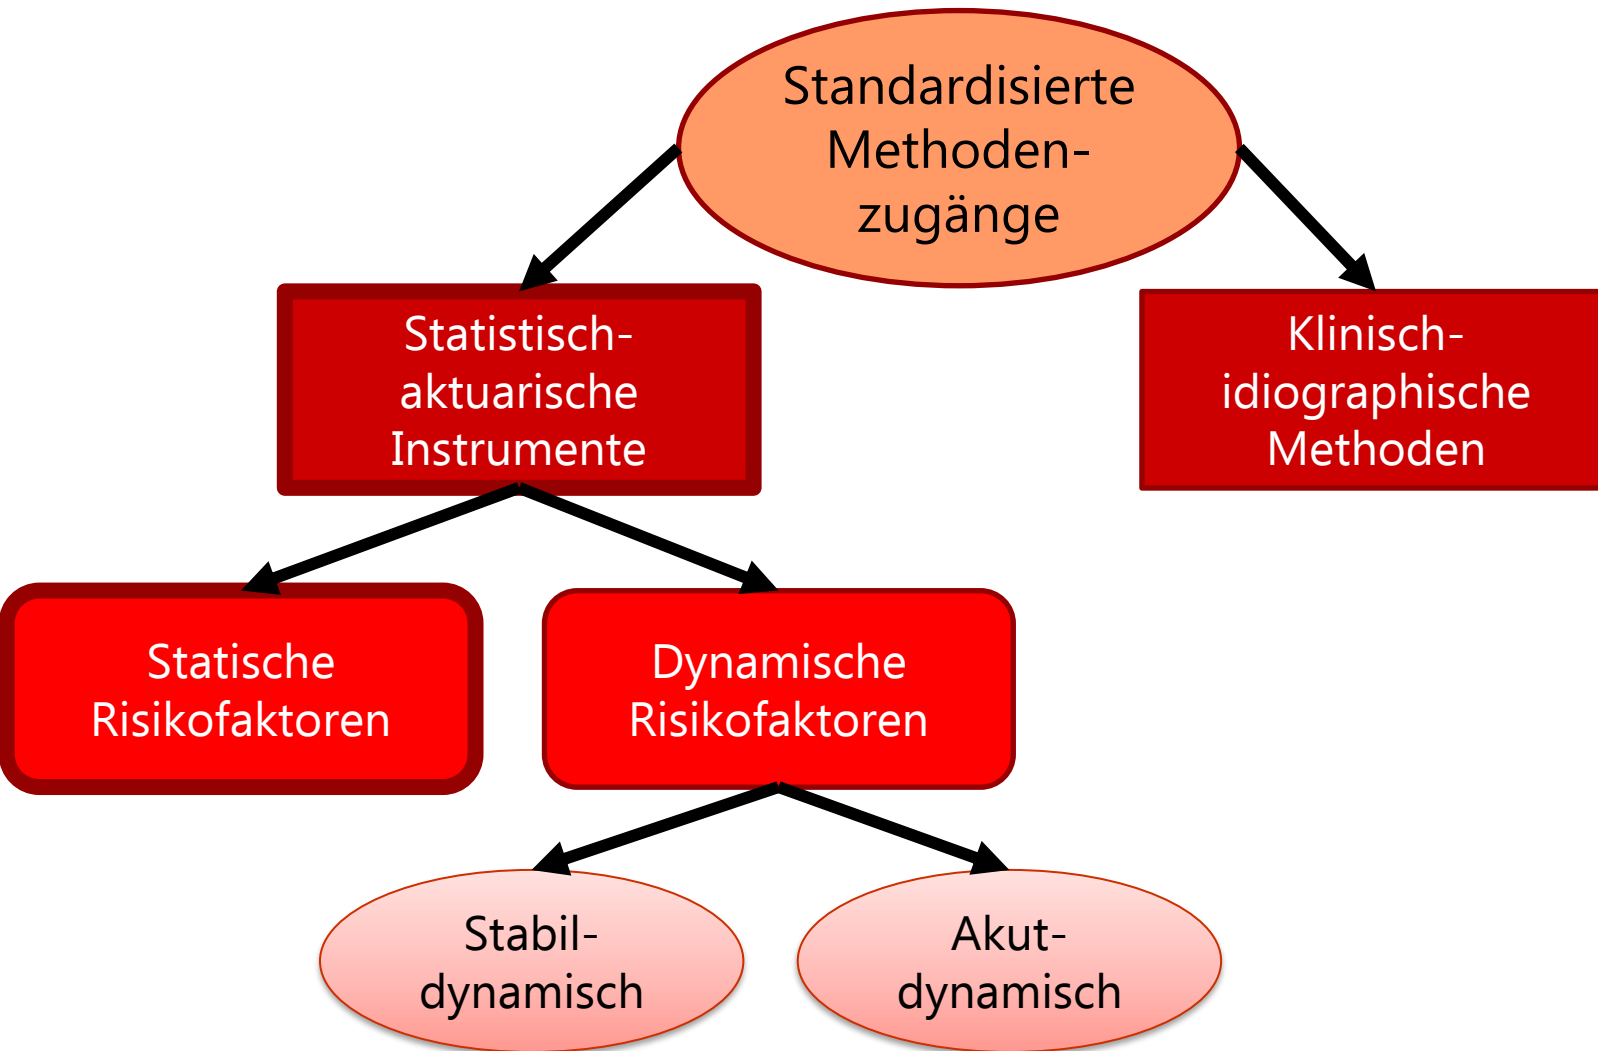 Standardisierte
Methoden-
zugänge
Statistisch-
aktuarische
Instrumente
Klinisch-
idiographische
Methoden
Statische
Risikofaktoren
Dynamische
Risikofaktoren
Stabil-
dynamisch
Akut-
dynamisch